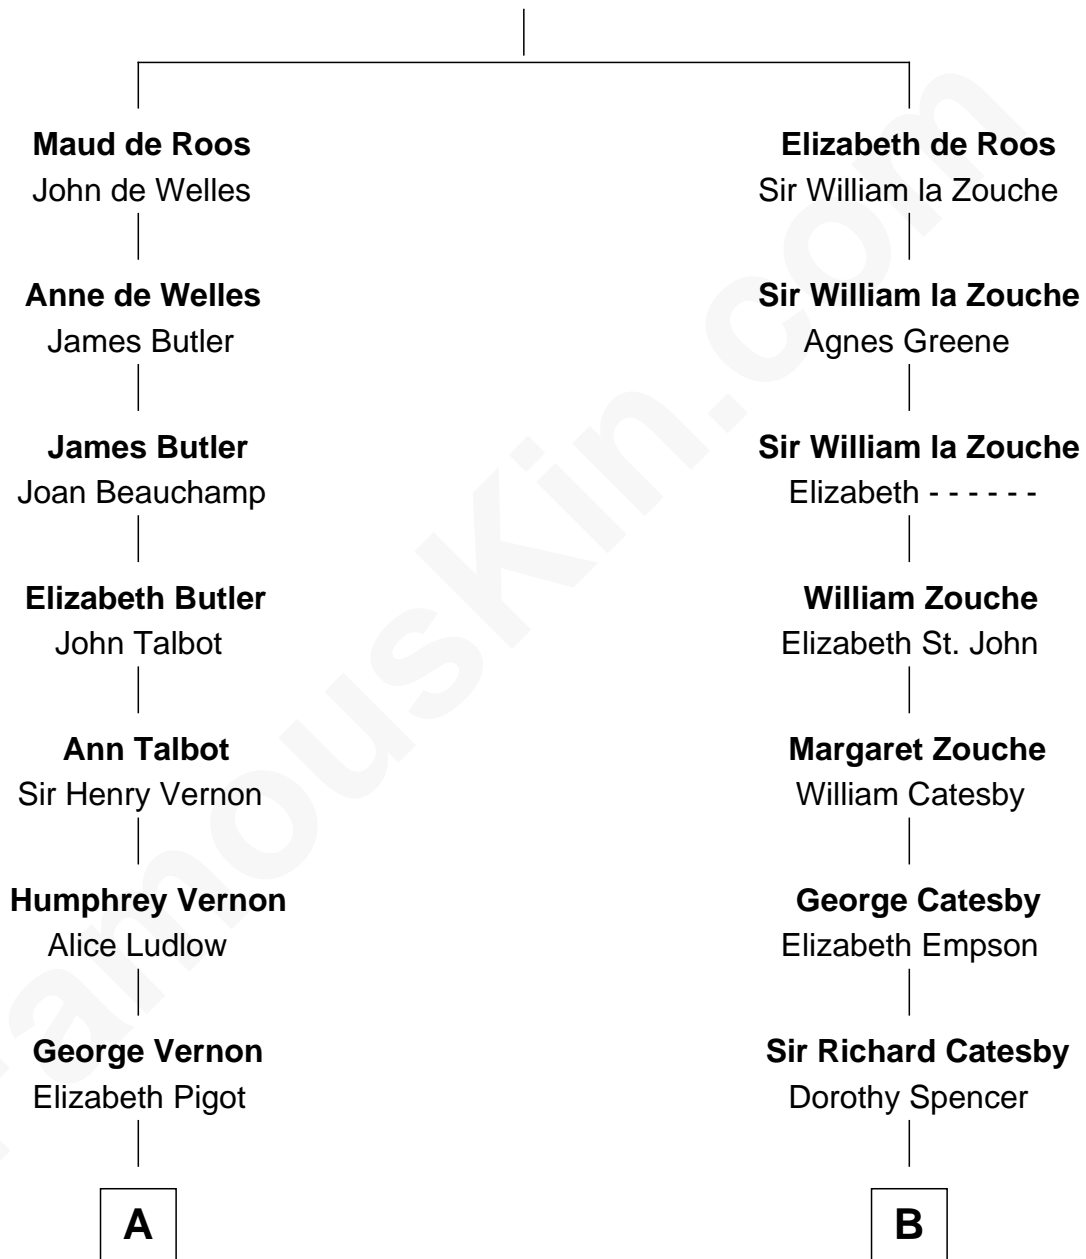 Maud de Roos
John de Welles
Elizabeth de Roos
Sir William la Zouche
Anne de Welles
James Butler
Sir William la Zouche
Agnes Greene
James Butler
Joan Beauchamp
Sir William la Zouche
Elizabeth - - - - - -
Elizabeth Butler
John Talbot
William Zouche
Elizabeth St. John
Ann Talbot
Sir Henry Vernon
Margaret Zouche
William Catesby
Humphrey Vernon
Alice Ludlow
George Catesby
Elizabeth Empson
George Vernon
Elizabeth Pigot
Sir Richard Catesby
Dorothy Spencer
A
B
FamousKin.com